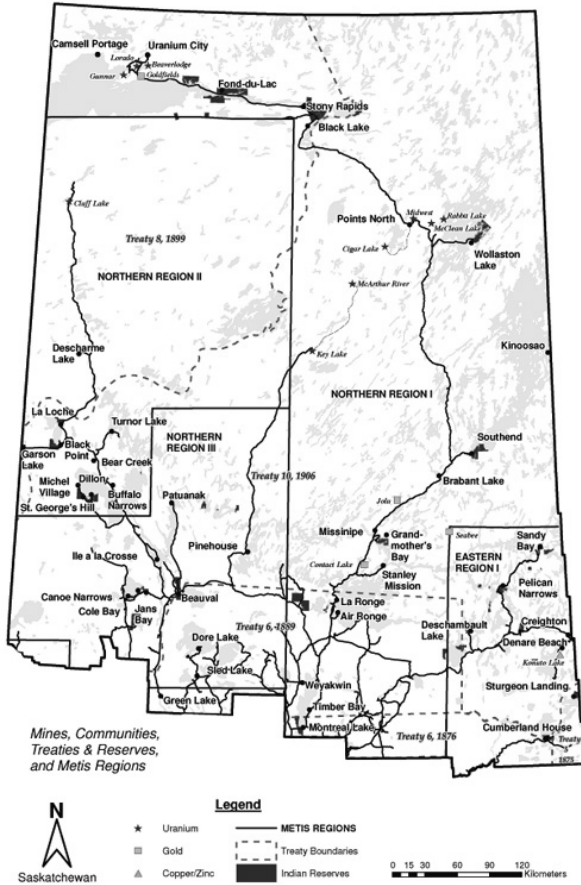 Camsell Portage
Uranium City
Lorado
Beaverlodge
Gunnar
Goldfields
Fond-du-Lac
Stony Rapids
Black Lake
Cluff Lake
Points North
Midwest
Rabbit Lake
McClean Lake
Treaty 8, 1899
Cigar Lake
Wollaston
Lake
NORTHERN REGION II
McArthur River
Descharme
Lake
Key Lake
Kinoosao
NORTHERN REGION I
La Loche
Turnor Lake
NORTHERN
REGION III
Southend
Garson
Lake
Black
Point
Bear Creek
Treaty 10, 1906
Michel
Village
Dillon
Buffalo
Narrows
Brabant Lake
St. George's Hill
Patuanak
Jolu
Missinipe
Grand-
mother's
Bay
Seabee
Sandy
Bay
Ile a la Crosse
Pinehouse
Contact Lake
EASTERN
REGION I
Stanley
Mission
Pelican
Narrows
Canoe Narrows
Cole Bay
Jans
Bay
Beauval
La Ronge
Air Ronge
Deschambault
Lake
Creighton
Denare Beach
Dore Lake
Treaty 6, 1889
Sled Lake
Konuto Lake
Green Lake
Weyakwin
Sturgeon Landing
Timber Bay
Montreal Lake
Treaty 6, 1876
Cumberland House
Treaty 5
1875
Mines, Communities,
Treaties & Reserves,
and Metis Regions
Legend
N
Saskatchewan
Uranium
METIS REGIONS
Gold
Treaty Boundaries
Copper/Zinc
Indian Reserves
0 15 30 60 90 120
Kilometers